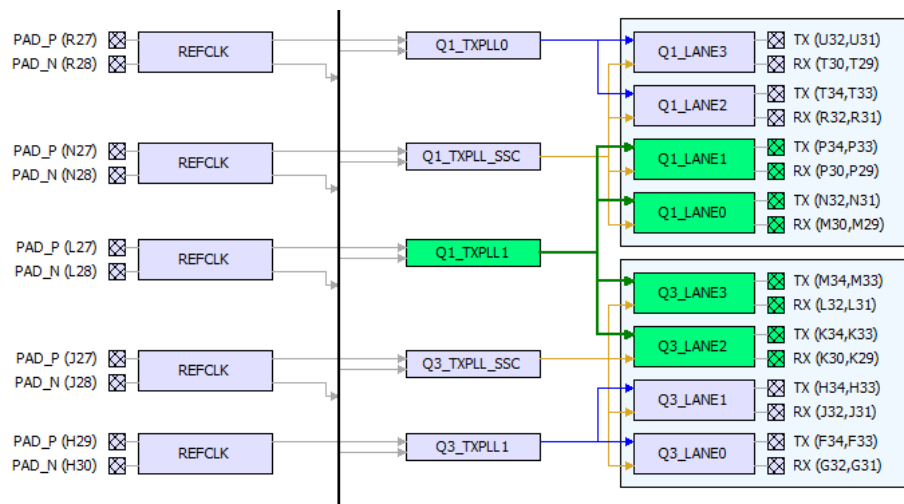 PAD_P (R27)
PAD_N (R28)
REFCLK
Q1_TXPLL0
Q1_LANE3
TX (U32,U31)
RX (T30,T29)
Q1_LANE2
TX (T34,T33)
RX (R32,R31)
PAD_P (N27)
PAD_N (N28)
REFCLK
Q1_TXPLL_SSC
Q1_LANE1
TX (P34,P33)
RX (P30,P29)
Q1_LANE0
TX (N32,N31)
RX (M30,M29)
PAD_P (L27)
PAD_N (L28)
REFCLK
Q1_TXPLL1
Q3_LANE3
TX (M34,M33)
RX (L32,L31)
PAD_P (J27)
PAD_N (J28)
REFCLK
Q3_TXPLL_SSC
Q3_LANE2
TX (K34,K33)
RX (K30,K29)
Q3_LANE1
TX (H34,H33)
RX (J32,J31)
PAD_P (H29)
PAD_N (H30)
REFCLK
Q3_TXPLL1
Q3_LANE0
TX (F34,F33)
RX (G32,G31)